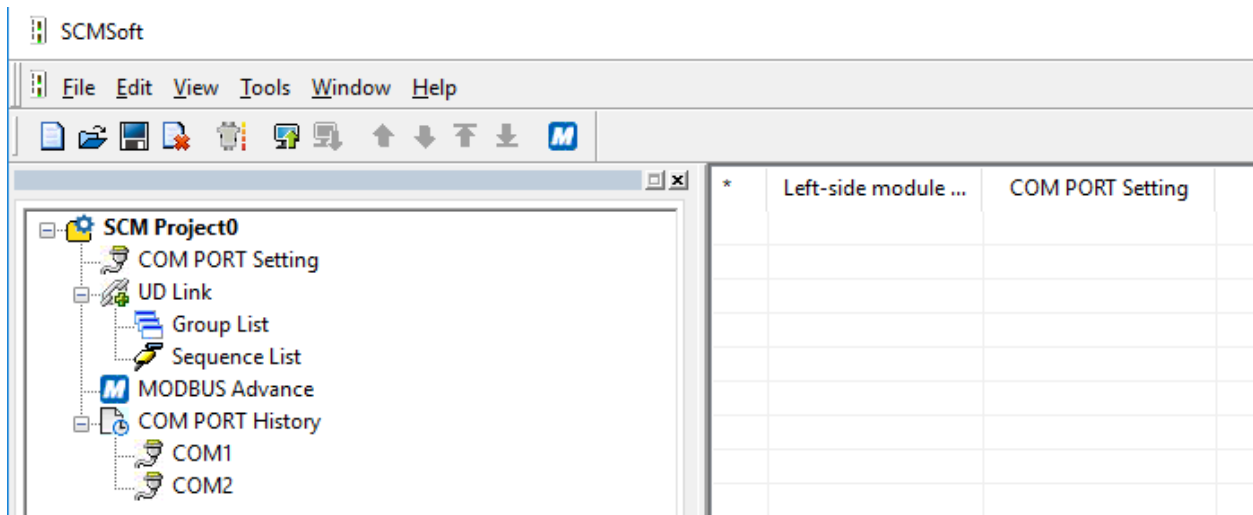 SCMSoft
File Edit View Tools Window Help
M
* Left-side module ... COM PORT Setting
SCM Project0
COM PORT Setting
UD Link
Group List
Sequence List
M MODBUS Advance
COM PORT History
COM1
COM2